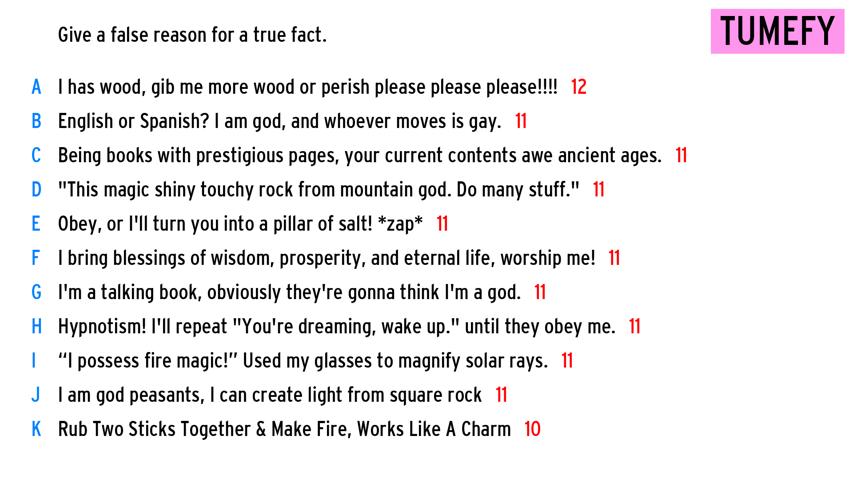 Give a false reason for a true fact.
TUMEFY
A I has wood, gib me more wood or perish please please please!!!! 12
B English or Spanish? I am god, and whoever moves is gay. 11
C Being books with prestigious pages, your current contents awe ancient ages. 11
D "This magic shiny touchy rock from mountain god. Do many stuff." 11
E Obey, or I'll turn you into a pillar of salt! *zap* 11
F I bring blessings of wisdom, prosperity, and eternal life, worship me! 11
G I'm a talking book, obviously they're gonna think I'm a god. 11
H Hypnotism! I'll repeat "You're dreaming, wake up." until they obey me. 11
I “I possess fire magic!” Used my glasses to magnify solar rays. 11
J I am god peasants, I can create light from square rock 11
K Rub Two Sticks Together & Make Fire, Works Like A Charm 10